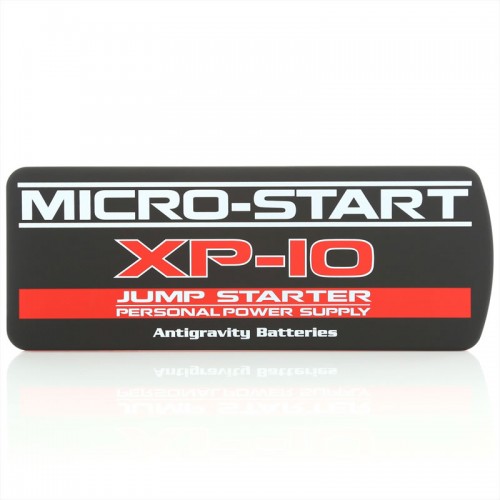 MICRO-START
XP-10
JUMP STARTER
PERSONAL POWER SUPPLY
Antigravity Batteries